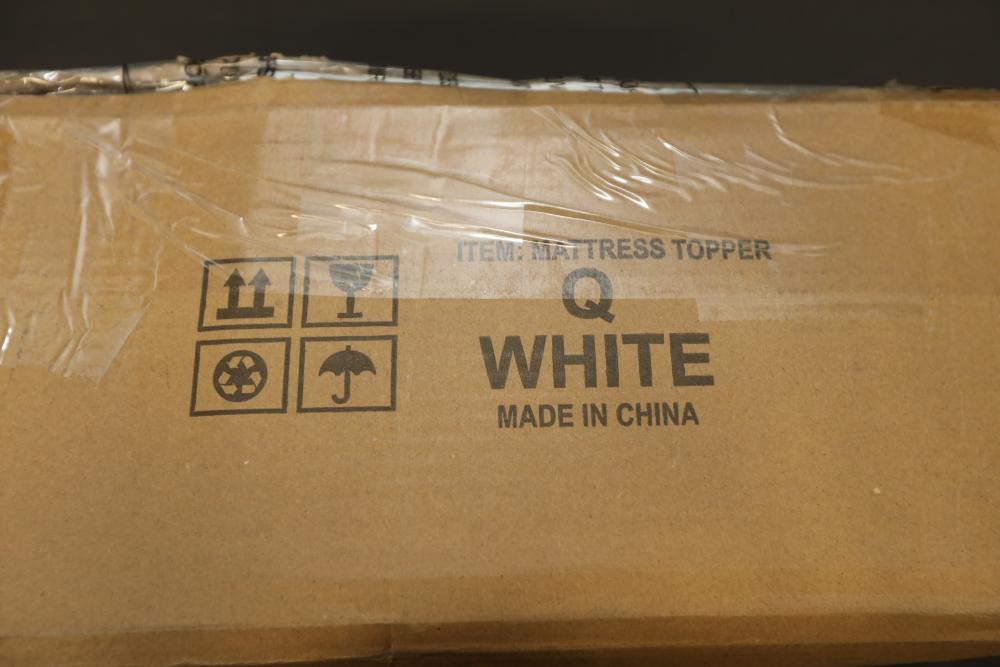 ITEM: MATTRESS TOPPER
Q
WHITE
MADE IN CHINA